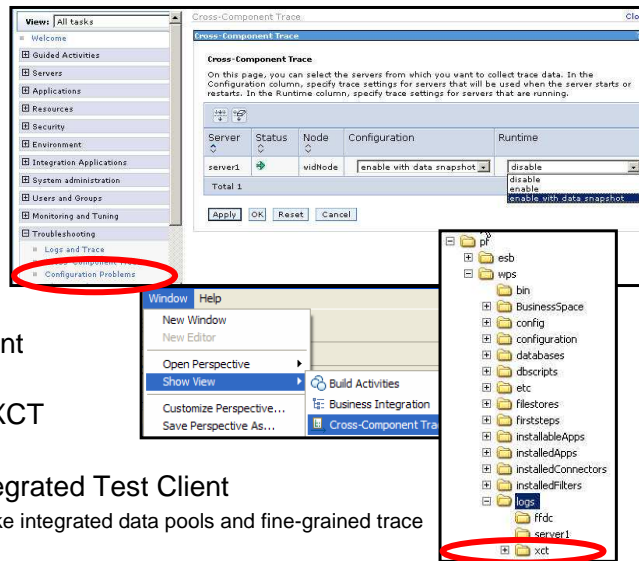 View: All tasks
Welcome
Guided Activities
Servers
Applications
Resources
Security
Environment
Integration Applications
System administration
Users and Groups
Monitoring and Tuning
Troubleshooting
Logs and Trace
Configuration Problems
Cross-Component Trace
Clo
Cross-Component Trace
Cross-Component Trace
On this page, you can select the servers from which you want to collect trace data. In the
Configuration column, specify trace settings for servers that will be used when the server starts or
restarts. In the Runtime column, specify trace settings for servers that are running.
Server Status Node Configuration Runtime
server1 widNode enable with data snapshot disable
disable
enable
enable with data snapshot
Total 1
Apply OK Reset Cancel
Window Help
New Window
New Editor
Open Perspective
Show View
Customize Perspective...
Save Perspective As...
Build Activities
Business Integration
Cross-Component Tra
pf
esb
wps
bin
BusinessSpace
config
configuration
databases
dbscripts
etc
filestores
firststeps
installableApps
installedApps
installedConnectors
installedFilters
logs
ffdc
server1
xct
nt
XCT
egrated Test Client
ke integrated data pools and fine-grained trace